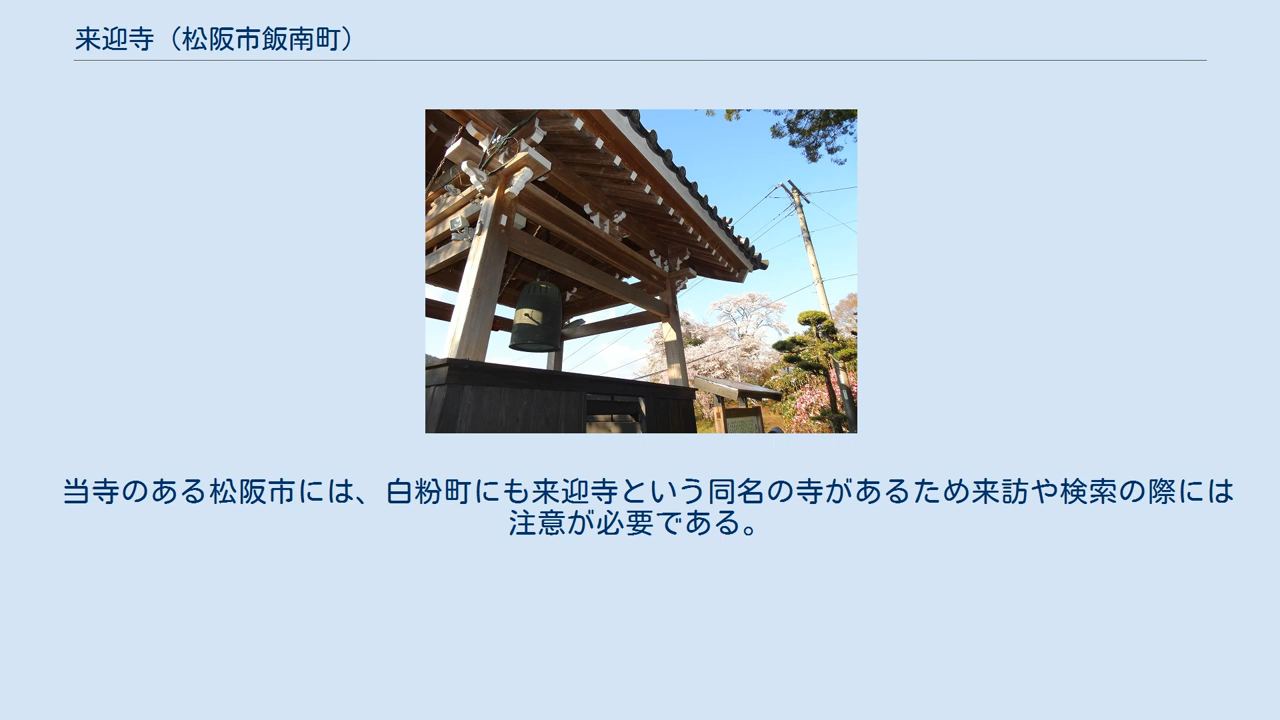 来迎寺（松阪市飯南町）
当寺のある松阪市には、白粉町にも来迎寺という同名の寺があるため来訪や検索の際には
注意が必要である。